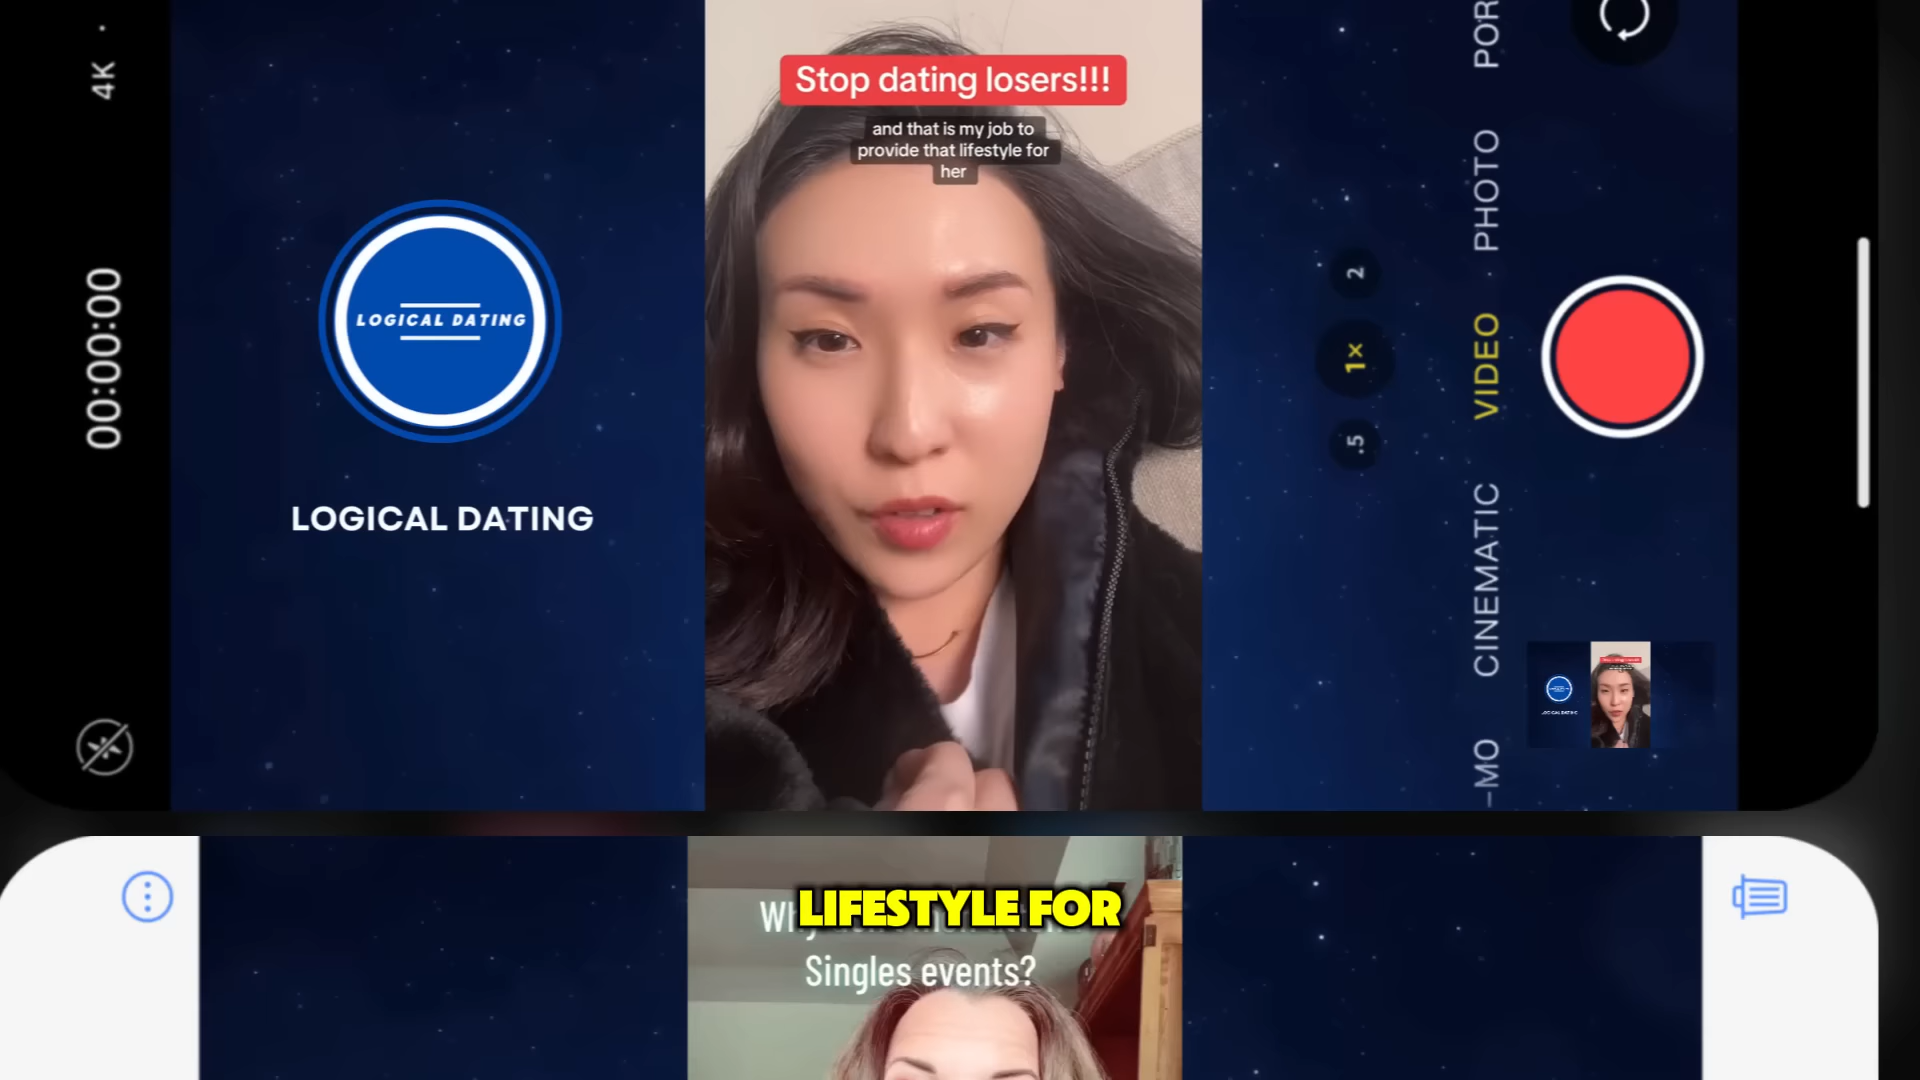 4K
00:00:00
LOGICAL DATING
LOGICAL DATING
Stop dating losers!!!
and that is my job to
provide that lifestyle for
her
2
1×
.5
POR
PHOTO
VIDEO
CINEMATIC
-MO
LIFESTYLE FOR
Singles events?